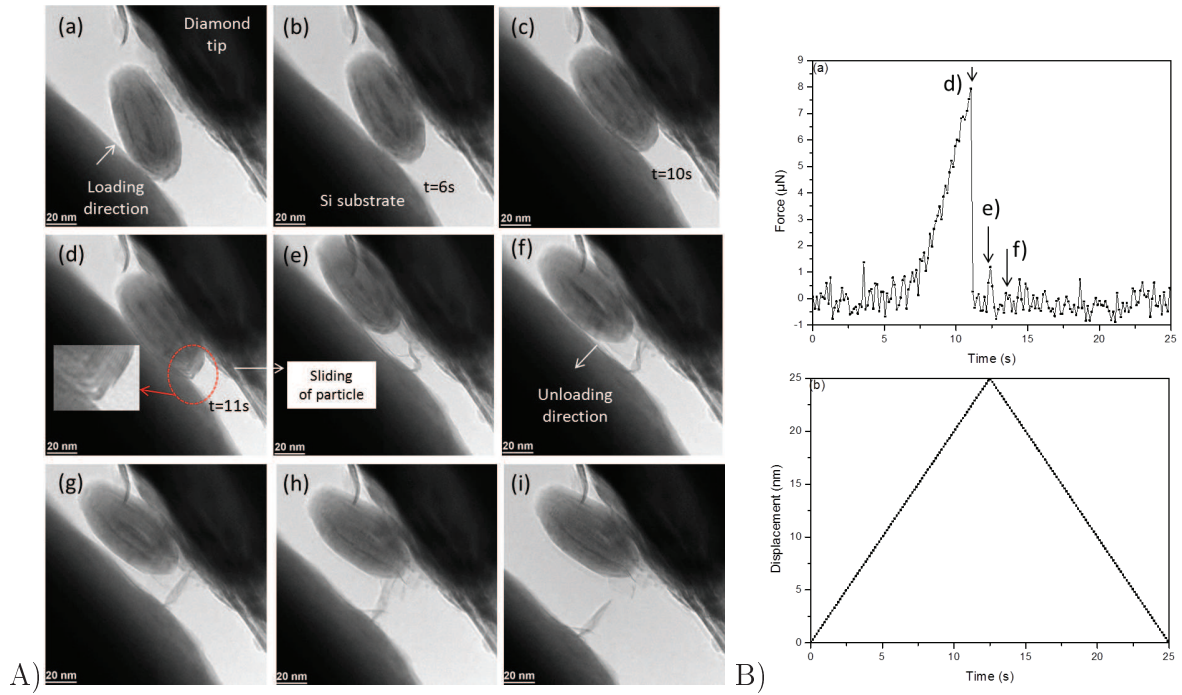 (a)
Diamond
tip
Loading
direction
20 nm
(b)
Si substrate
t=6s
20 nm
(c)
t=10s
20 nm
(d)
t=11s
20 nm
(e)
Sliding
of particle
20 nm
(f)
Unloading
direction
20 nm
(g)
20 nm
(h)
20 nm
(i)
20 nm
A)
(a)
Force (µN)
9
8
7
6
5
4
3
2
1
0
-1
d)
e)
f)
0 5 10 15 20 25
Time (s)
(b)
Displacement (nm)
25
20
15
10
5
0
0 5 10 15 20 25
Time (s)
B)